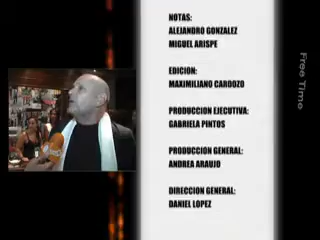 NOTAS:
ALEJANDRO GONZALEZ
MIGUEL ARISPE
EDICION:
MAXIMILIANO CARDOZO
PRODUCCION EJECUTIVA:
GABRIELA PINTOS
PRODUCCION GENERAL:
ANDREA ARAUJO
DIRECCION GENERAL:
DANIEL LOPEZ
Free Time